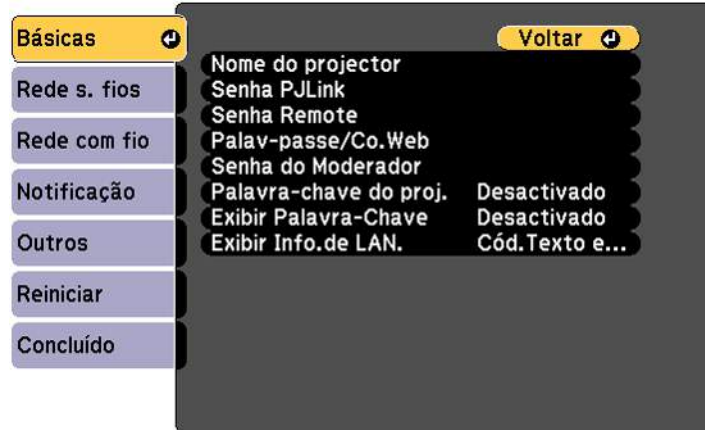 Básicas
Rede s. fios
Rede com fio
Notificação
Outros
Reiniciar
Concluído
Voltar
Nome do projector
Senha PJLink
Senha Remote
Palav-passe/Co.Web
Senha do Moderador
Palavra-chave do proj. Desactivado
Exibir Palavra-Chave Desactivado
Exibir Info.de LAN. Cód.Texto e...